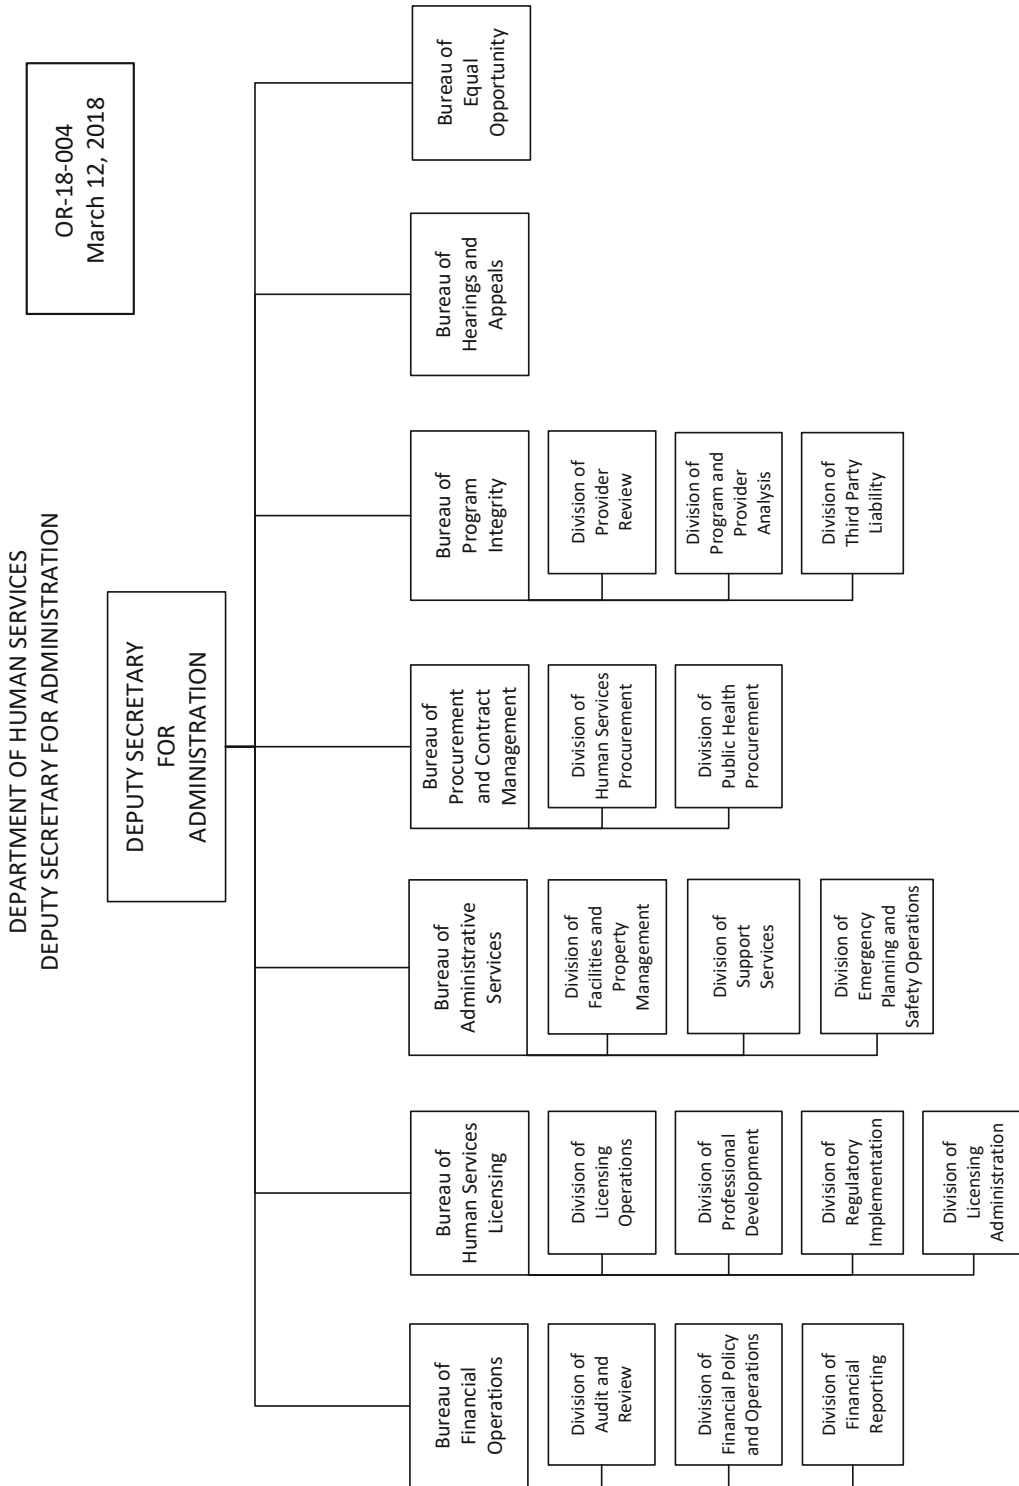 DEPARTMENT OF HUMAN SERVICES
DEPUTY SECRETARY FOR ADMINISTRATION
OR-18-004
March 12, 2018
DEPUTY SECRETARY
FOR
ADMINISTRATION
Bureau of
Financial
Operations
Division of
Audit and
Review
Division of
Financial Policy
and Operations
Division of
Financial
Reporting
Bureau of
Human Services
Licensing
Division of
Licensing
Operations
Division of
Professional
Development
Division of
Regulatory
Implementation
Division of
Licensing
Administration
Bureau of
Administrative
Services
Division of
Facilities and
Property
Management
Division of
Support
Services
Division of
Emergency
Planning and
Safety Operations
Bureau of
Procurement
and Contract
Management
Division of
Human Services
Procurement
Division of
Public Health
Procurement
Bureau of
Program
Integrity
Division of
Provider
Review
Division of
Program and
Provider
Analysis
Division of
Third Party
Liability
Bureau of
Hearings and
Appeals
Bureau of
Equal
Opportunity